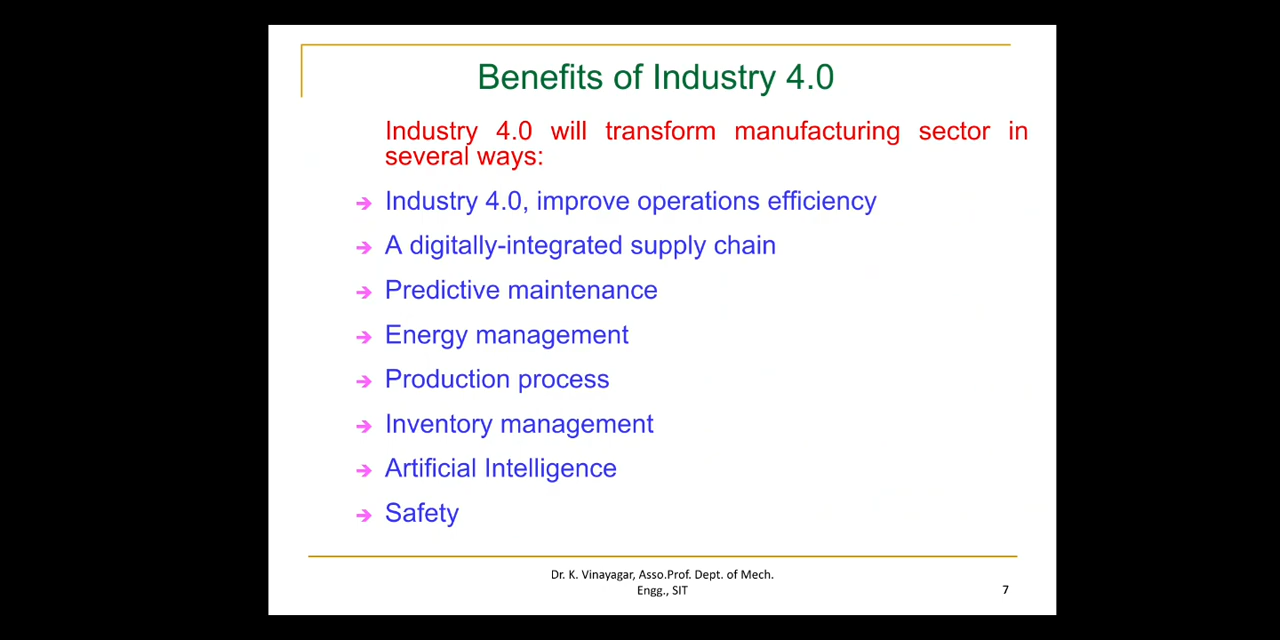 Benefits of Industry 4.0
Industry 4.0 will transform manufacturing sector in
several ways:
➔ Industry 4.0, improve operations efficiency
➔ A digitally-integrated supply chain
➔ Predictive maintenance
➔ Energy management
➔ Production process
➔ Inventory management
➔ Artificial Intelligence
➔ Safety
Dr. K. Vinayagar, Asso.Prof. Dept. of Mech.
Engg., SIT
7